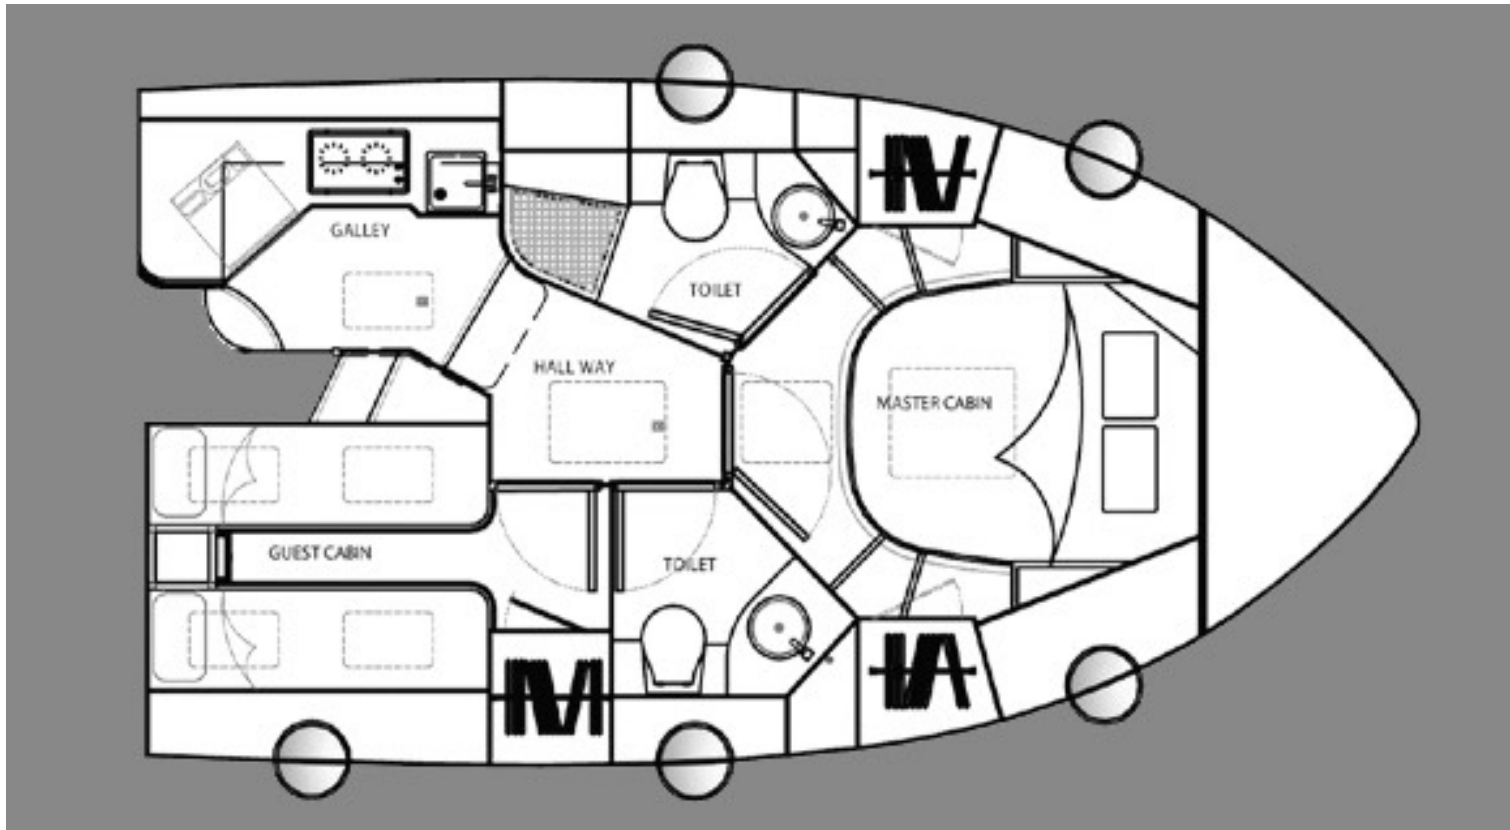 GALLEY
TOILET
HALL WAY
MASTER CABIN
GUEST CABIN
TOILET